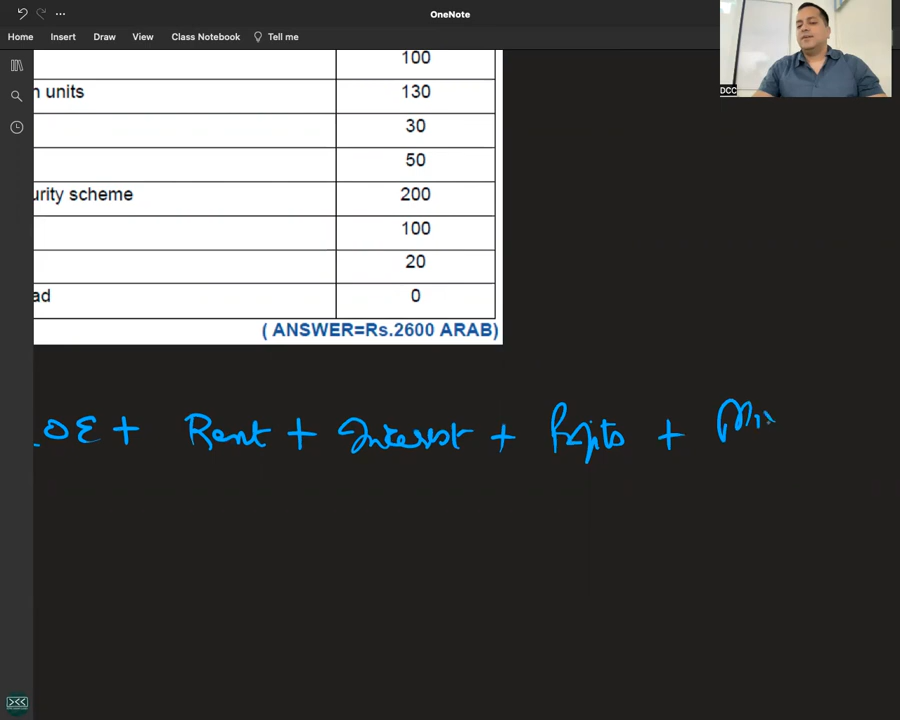 OneNote
Home Insert Draw View Class Notebook Tell me
100
n units 130
30
50
urity scheme 200
100
20
ad 0
( ANSWER=Rs.2600 ARAB)
OE + Rent + Interest + Profits + Mix
DCC